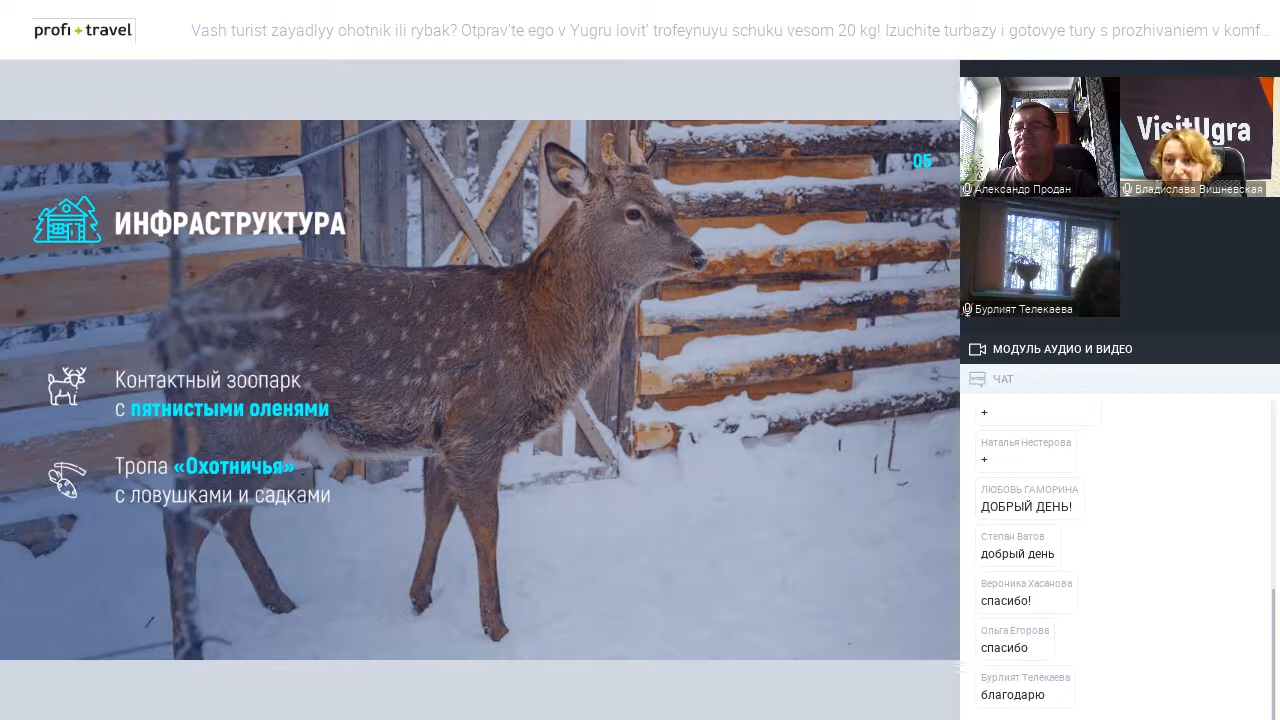 profi + travel
Vash turist zayadlyy ohotnik ili rybak? Otprav'te ego v Yugru lovit' trofeynuyu schuku vesom 20 kg! Izuchite turbazy i gotovye tury s prozhivaniem v komf...
05
ИНФРАСТРУКТУРА
Контактный зоопарк
с пятнистыми оленями
Тропа «Охотничья»
с ловушками и садками
VisitUgra
Александр Продан
Владислава Вишневская
Бурлият Телекаева
МОДУЛЬ АУДИО И ВИДЕО
ЧАТ
+
Наталья Нестерова
+
ЛЮБОВЬ ГАМОРИНА
ДОБРЫЙ ДЕНЬ!
Степан Ватов
добрый день
Вероника Хасанова
спасибо!
Ольга Егорова
спасибо
Бурлият Телекаева
благодарю